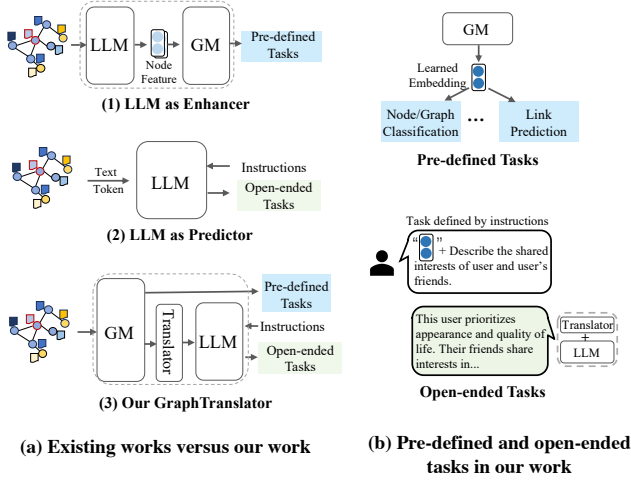 LLM
Node
Feature
GM
Pre-defined
Tasks
(1) LLM as Enhancer
Text
Token
LLM
Instructions
Open-ended
Tasks
(2) LLM as Predictor
GM
Translator
LLM
Pre-defined
Tasks
Instructions
Open-ended
Tasks
(3) Our GraphTranslator
(a) Existing works versus our work
GM
Learned
Embedding
Node/Graph
Classification
...
Link
Prediction
Pre-defined Tasks
Task defined by instructions
“ ” + Describe the shared
interests of user and user's
friends.
This user prioritizes
appearance and quality of
life. Their friends share
interests in...
Translator
+
LLM
Open-ended Tasks
(b) Pre-defined and open-ended
tasks in our work